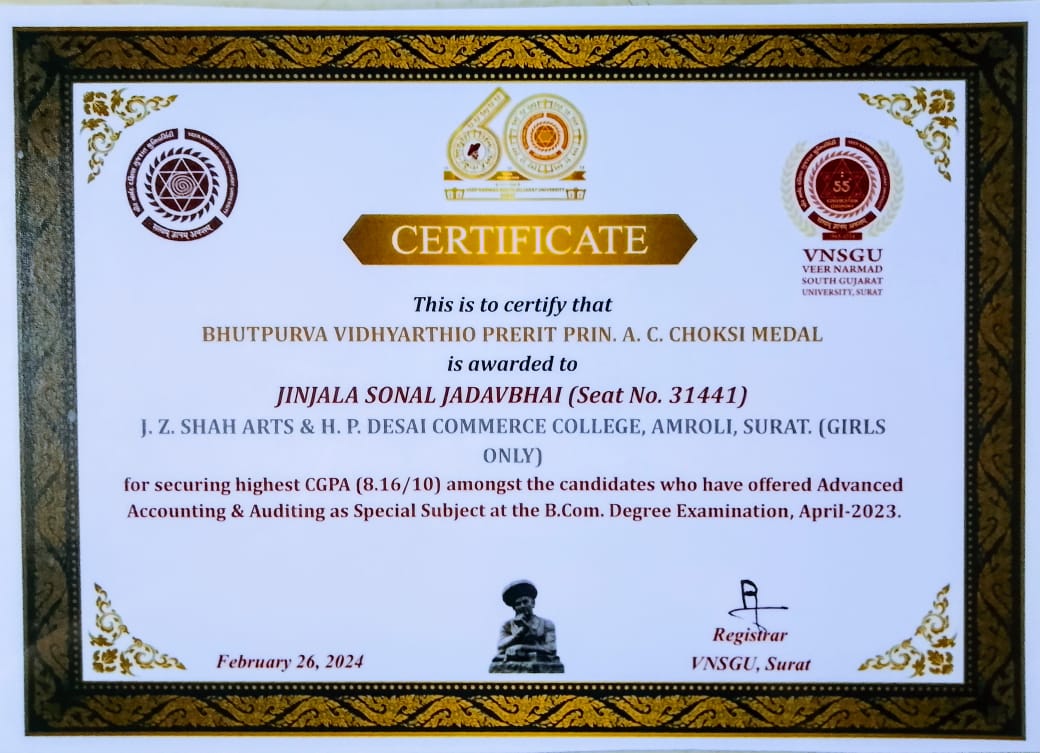 CERTIFICATE
55
VNSGU
VEER NARMAD
SOUTH GUJARAT
UNIVERSITY, SURAT
This is to certify that
BHUTPURVA VIDHYARTHIO PRERIT PRIN. A. C. CHOKSI MEDAL
is awarded to
JINJALA SONAL JADAVBHAI (Seat No. 31441)
J. Z. SHAH ARTS & H. P. DESAI COMMERCE COLLEGE, AMROLI, SURAT. (GIRLS
ONLY)
for securing highest CGPA (8.16/10) amongst the candidates who have offered Advanced
Accounting & Auditing as Special Subject at the B.Com. Degree Examination, April-2023.
Registrar
February 26, 2024
VNSGU, Surat